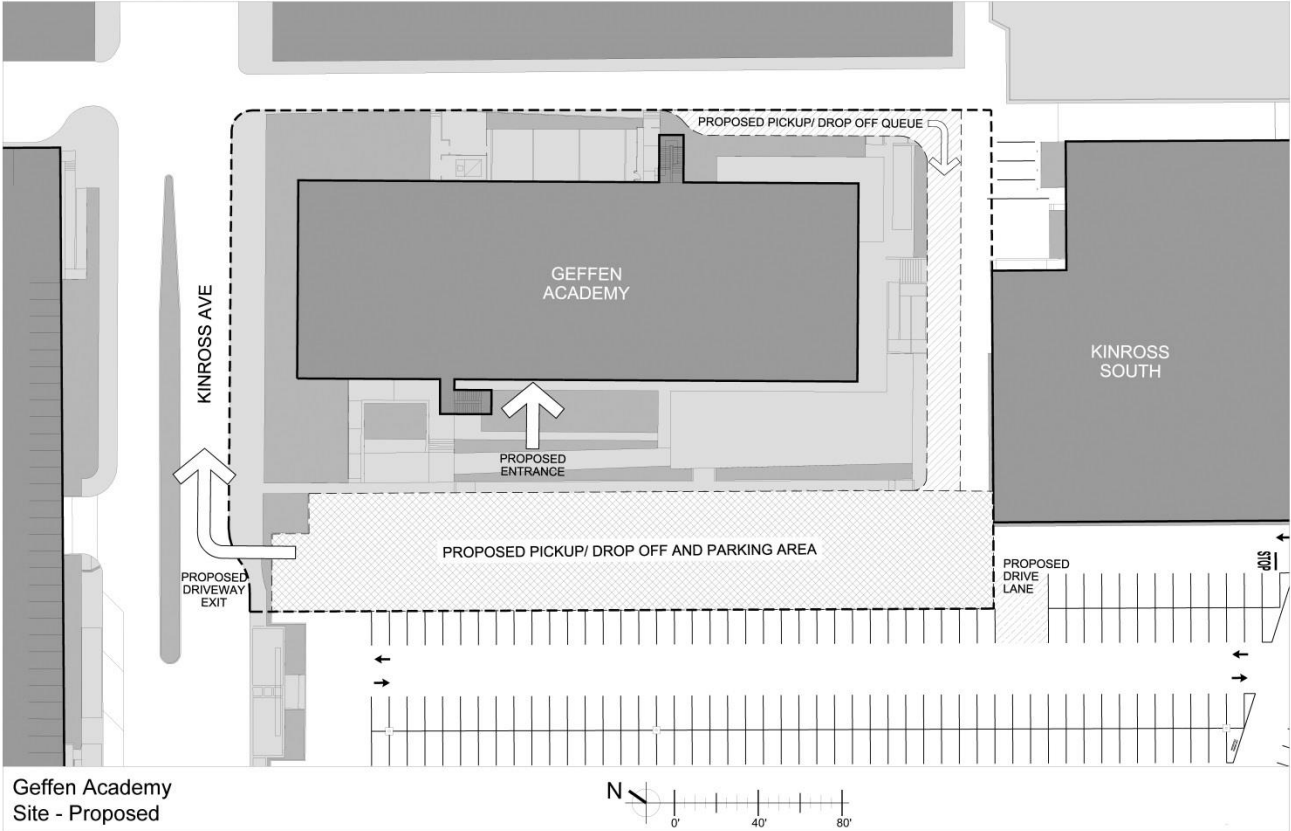 PROPOSED PICKUP/ DROP OFF QUEUE
KINROSS AVE
GEFFEN
ACADEMY
KINROSS
SOUTH
PROPOSED
ENTRANCE
PROPOSED PICKUP/ DROP OFF AND PARKING AREA
PROPOSED
DRIVEWAY
EXIT
PROPOSED
DRIVE
LANE
STOP
Geffen Academy
Site - Proposed
N
0' 40' 80'